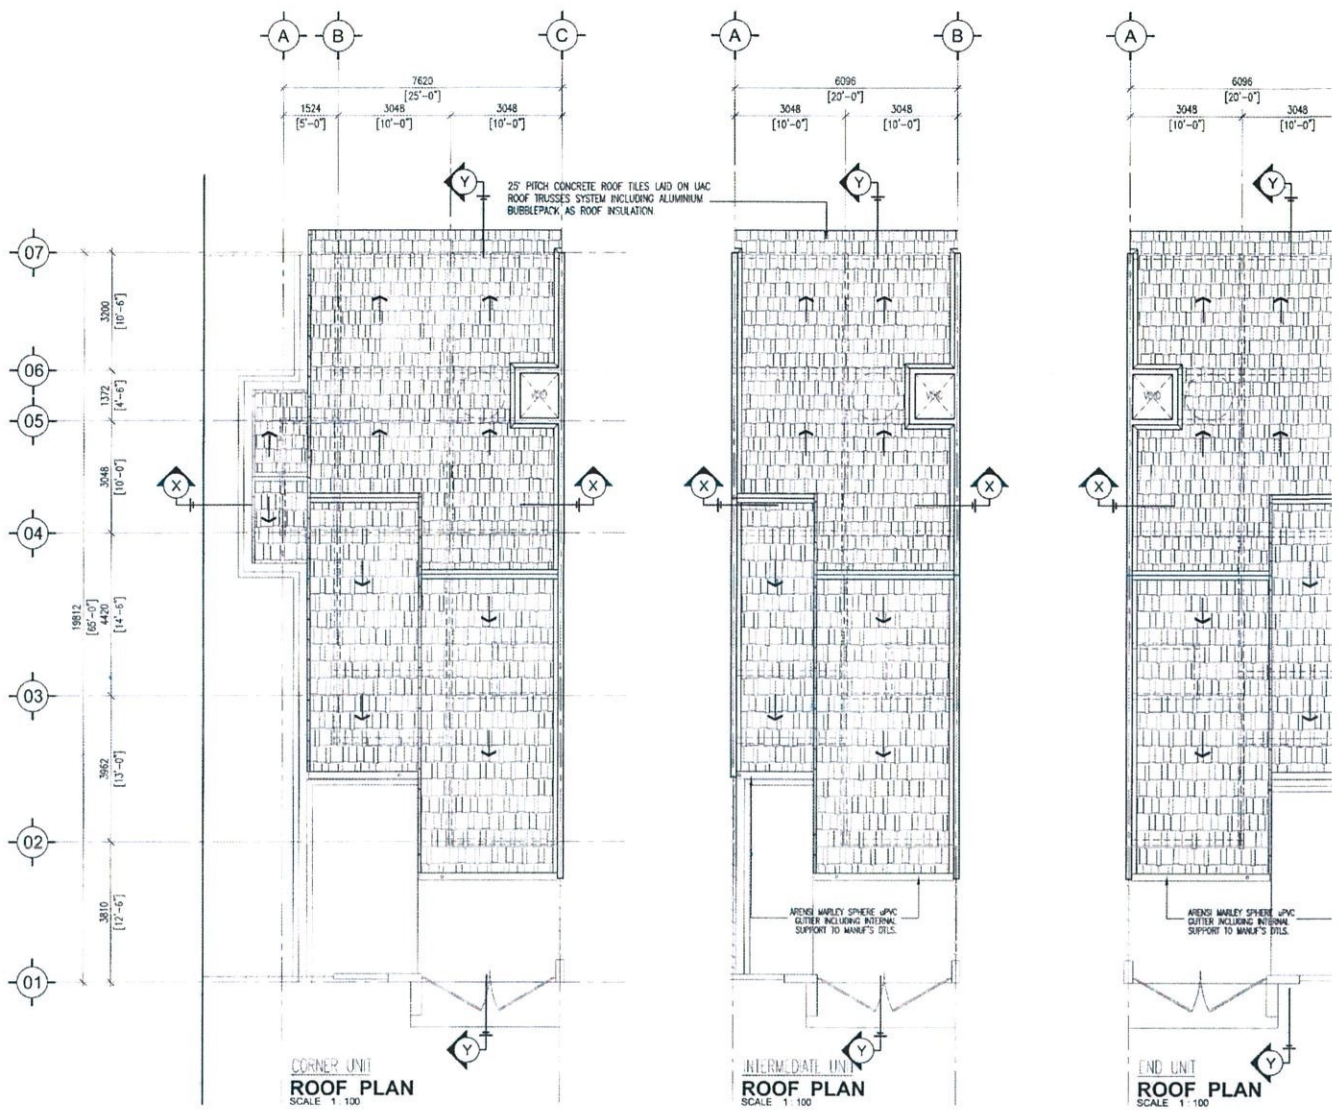 A B C A B A
7620
[25'-0"]
6096
[20'-0"]
6096
[20'-0"]
1524 3048 3048
[5'-0"] [10'-0"] [10'-0"]
3048 3048
[10'-0"] [10'-0"]
3048 3048
[10'-0"] [10'-0"]
Y Y Y
25° PITCH CONCRETE ROOF TILES LAID ON UAC
ROOF TRUSSES SYSTEM INCLUDING ALUMINIUM
BUBBLEPACK AS ROOF INSULATION
07
3200
[10'-6"]
06
1372
[4'-6"]
05
3048
[10'-0"]
X X X X X
04
19812
[65'-0"]
4420
[14'-6"]
03
3962
[13'-0"]
02
3810
[12'-6"]
01
ARENSI MARLEY SPHERE uPVC
GUTTER INCLUDING INTERNAL
SUPPORT TO MANUF'S DTLS.
ARENSI MARLEY SPHERE uPVC
GUTTER INCLUDING INTERNAL
SUPPORT TO MANUF'S DTLS.
Y Y Y
CORNER UNIT
ROOF PLAN
SCALE 1:100
INTERMEDIATE UNIT
ROOF PLAN
SCALE 1:100
END UNIT
ROOF PLAN
SCALE 1:100